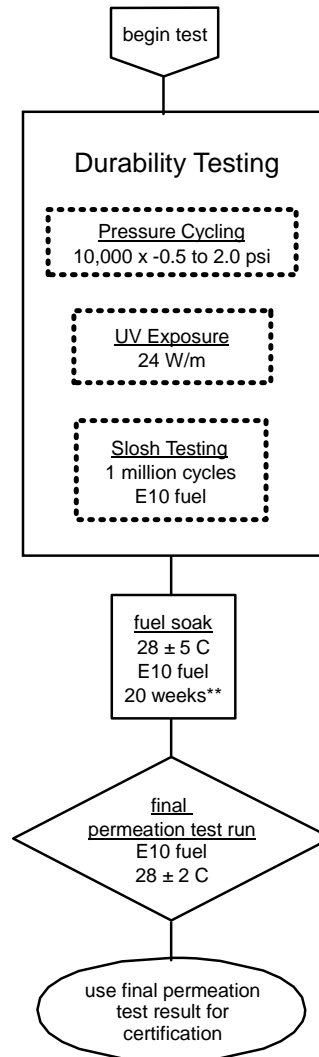 begin test
Durability Testing
Pressure Cycling
10,000 x -0.5 to 2.0 psi
UV Exposure
24 W/m
Slosh Testing
1 million cycles
E10 fuel
fuel soak
28 ± 5 C
E10 fuel
20 weeks**
final
permeation test run
E10 fuel
28 ± 2 C
use final permeation
test result for
certification